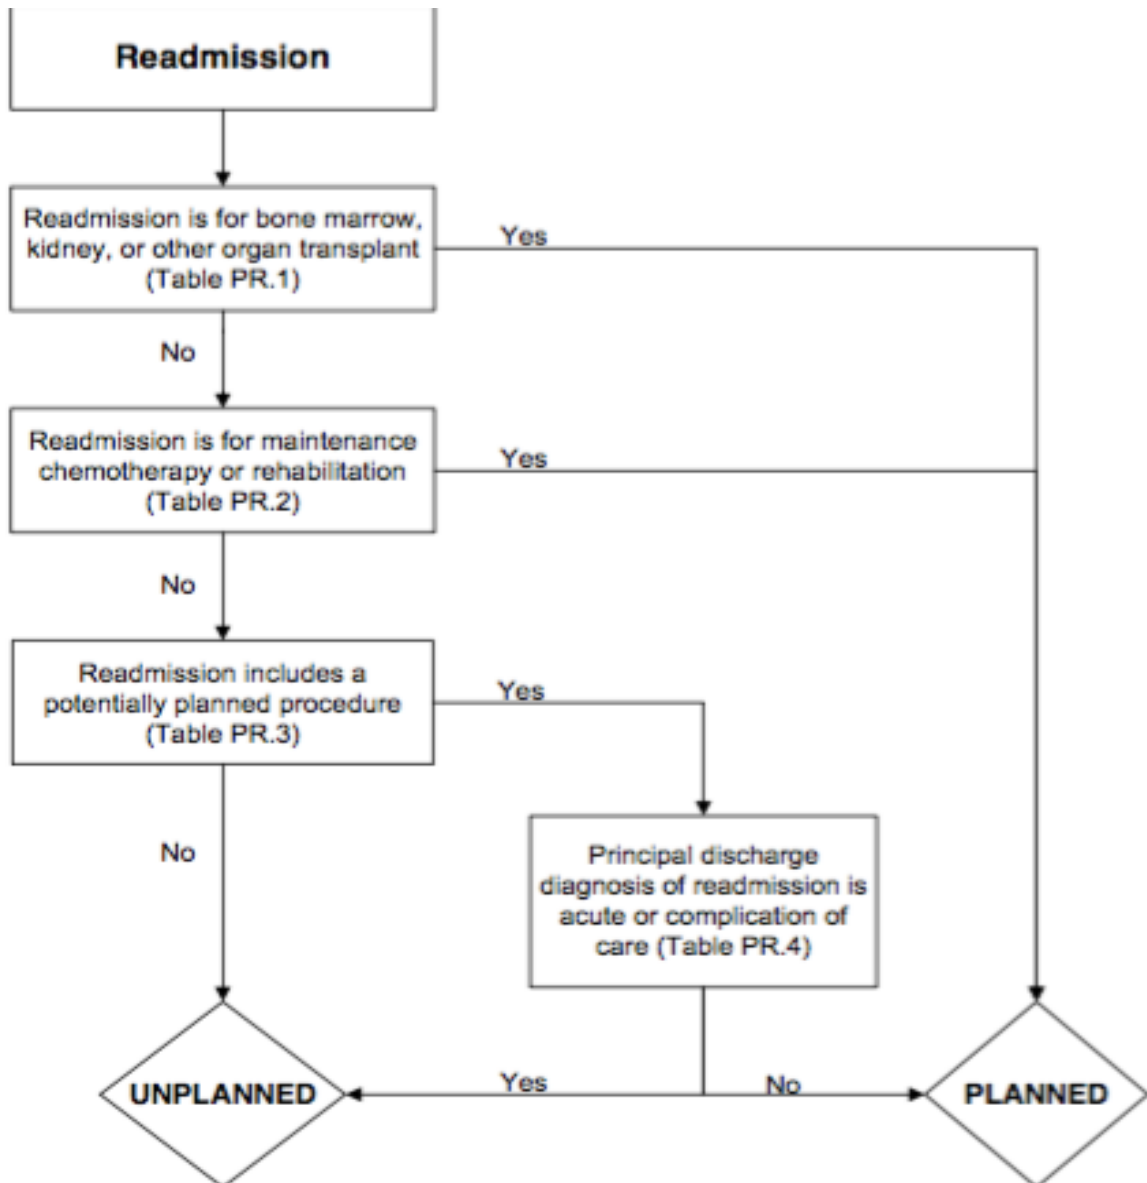 Readmission
Readmission is for bone marrow,
kidney, or other organ transplant
(Table PR.1)
Yes
No
Readmission is for maintenance
chemotherapy or rehabilitation
(Table PR.2)
Yes
No
Readmission includes a
potentially planned procedure
(Table PR.3)
Yes
No
Principal discharge
diagnosis of readmission is
acute or complication of
care (Table PR.4)
UNPLANNED
Yes
No
PLANNED